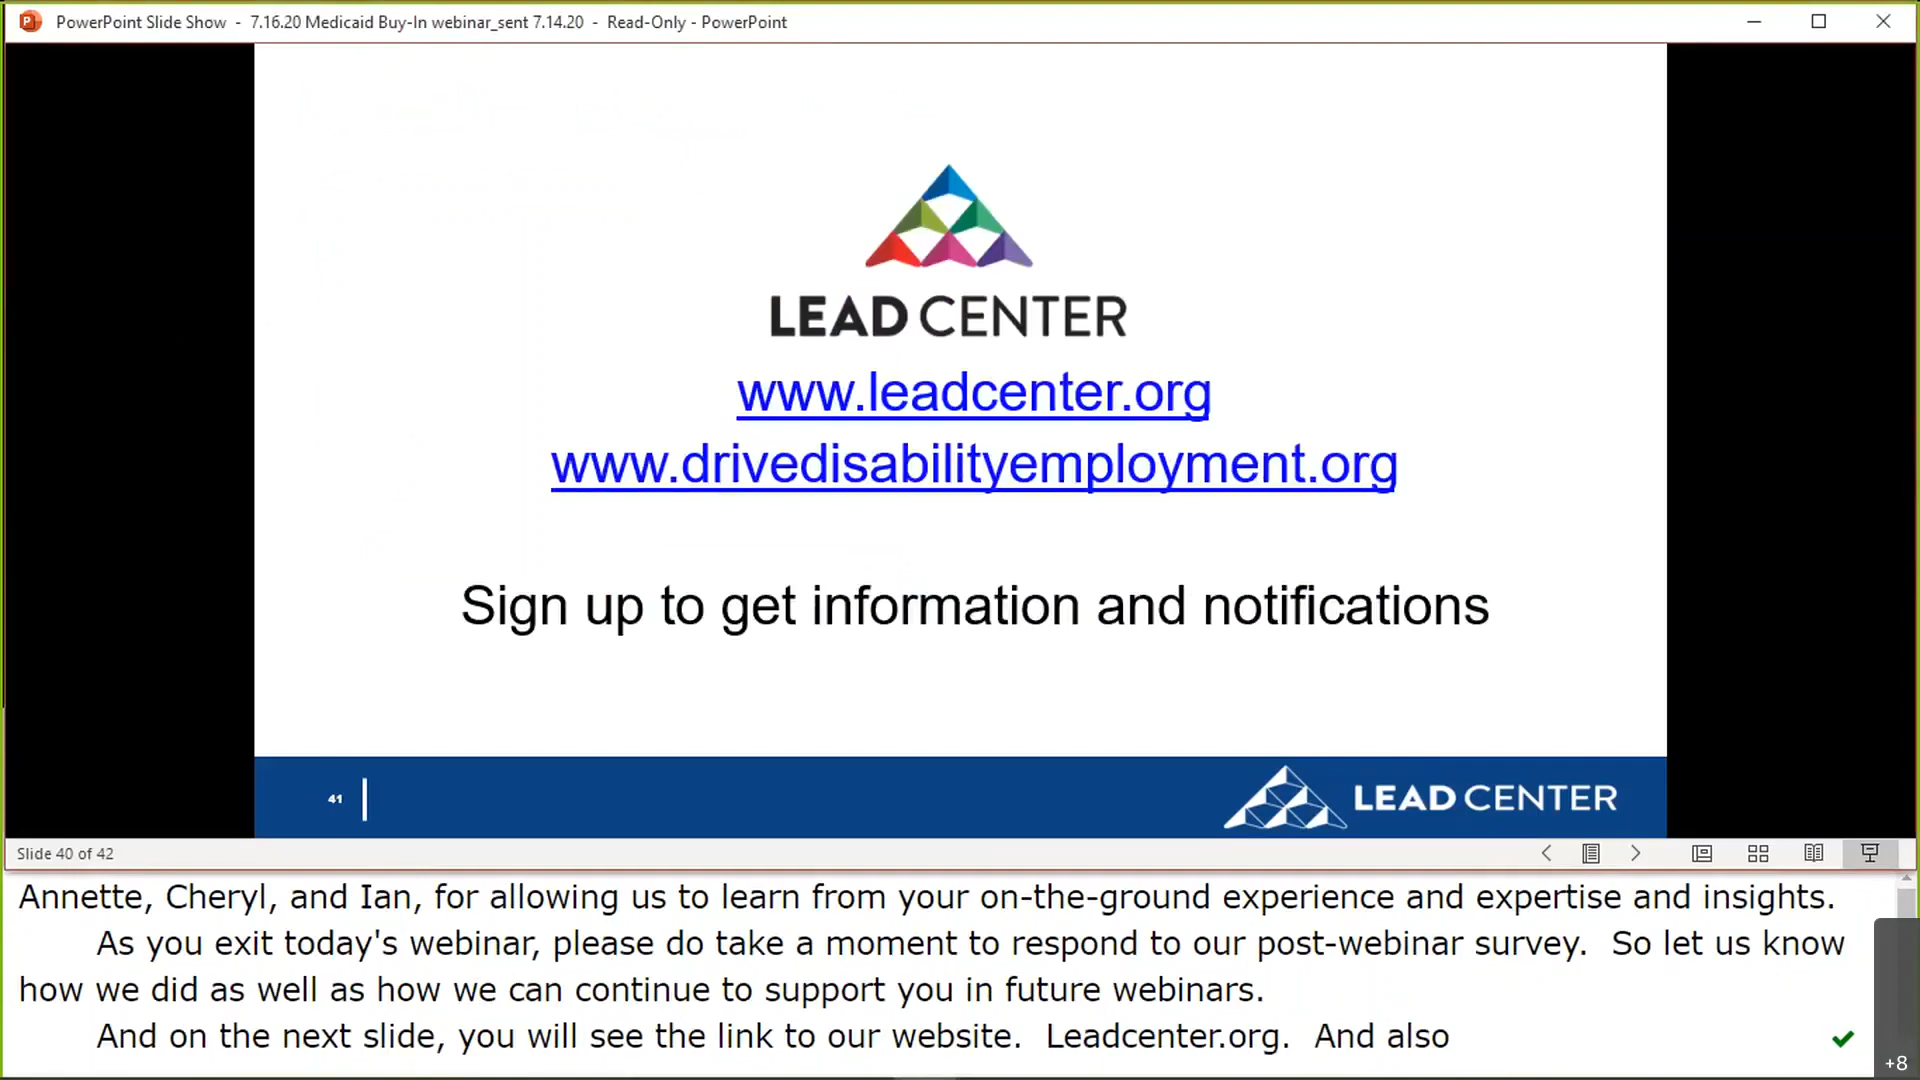 PowerPoint Slide Show - 7.16.20 Medicaid Buy-In webinar_sent 7.14.20 - Read-Only - PowerPoint
LEAD CENTER
www.leadcenter.org
www.drivedisabilityemployment.org
Sign up to get information and notifications
41
LEAD CENTER
Slide 40 of 42
Annette, Cheryl, and Ian, for allowing us to learn from your on-the-ground experience and expertise and insights.
As you exit today's webinar, please do take a moment to respond to our post-webinar survey. So let us know
how we did as well as how we can continue to support you in future webinars.
And on the next slide, you will see the link to our website. Leadcenter.org. And also
+8